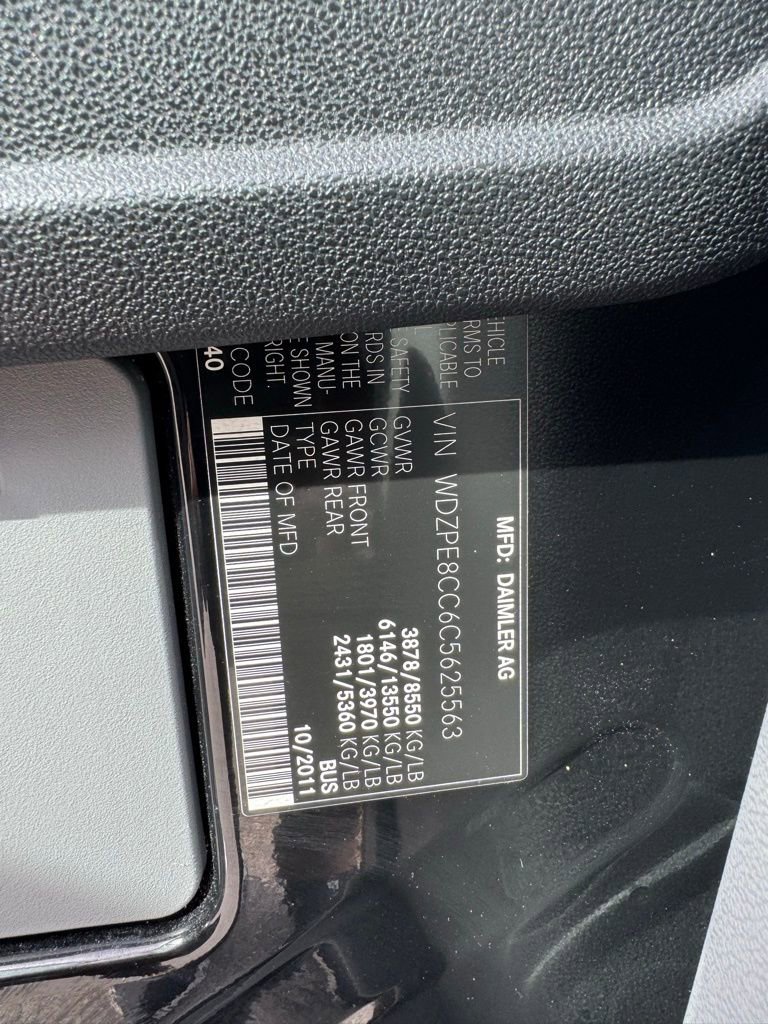 MFD: DAIMLER AG
VIN WDZPE8CC6C5625563
GVWR 3878/8550 KG/LB
GCWR 6146/13550 KG/LB
GAWR FRONT 1801/3970 KG/LB
GAWR REAR 2431/5360 KG/LB
TYPE BUS
DATE OF MFD 10/2011
EHICLE
RMS TO
PLICABLE
SAFETY
RDS IN
ON THE
MANU-
E SHOWN
RIGHT.
CODE
40